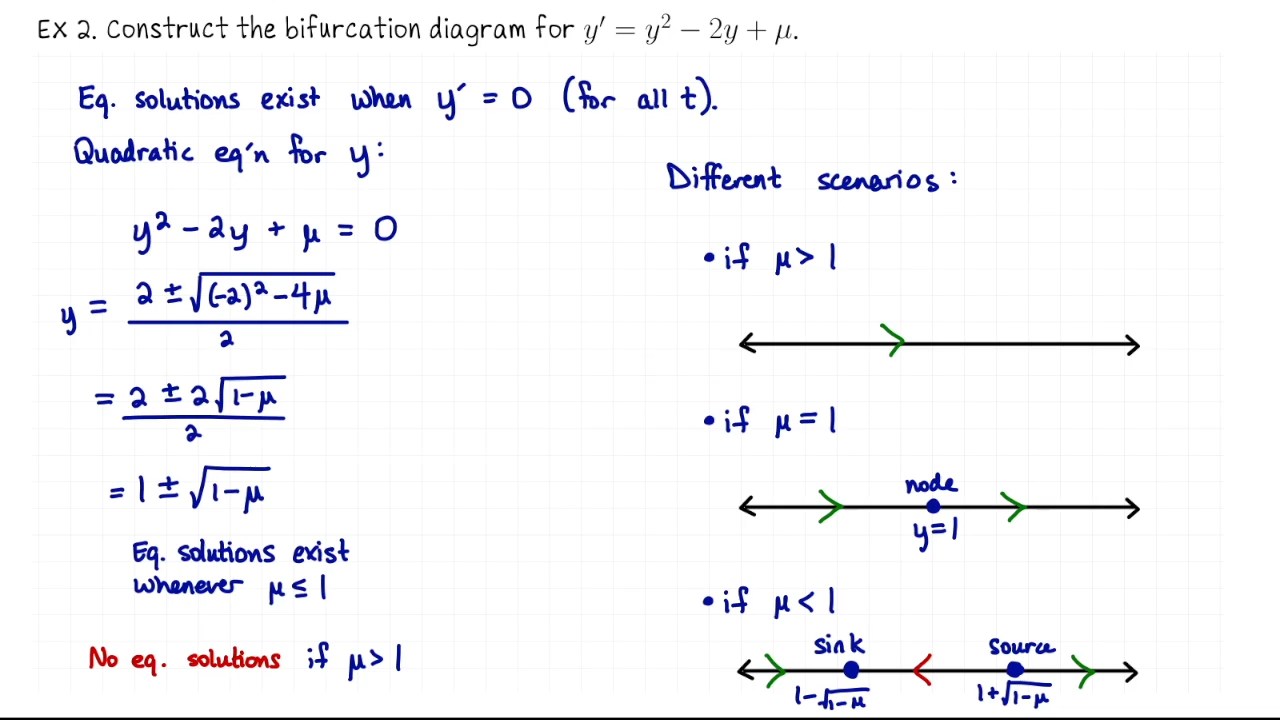 EX 2. Construct the bifurcation diagram for y′ = y² − 2y + μ.
Eq. solutions exist when y′ = 0 (for all t).
Quadratic eq'n for y:
y² − 2y + μ = 0
y = (2 ± √((-2)² − 4μ)) / 2
= (2 ± 2√(1−μ)) / 2
= 1 ± √(1−μ)
Eq. solutions exist
whenever μ ≤ 1
No eq. solutions if μ > 1
Different scenarios:
• if μ > 1
• if μ = 1
node
y = 1
• if μ < 1
sink source
1−√(1−μ) 1+√(1−μ)